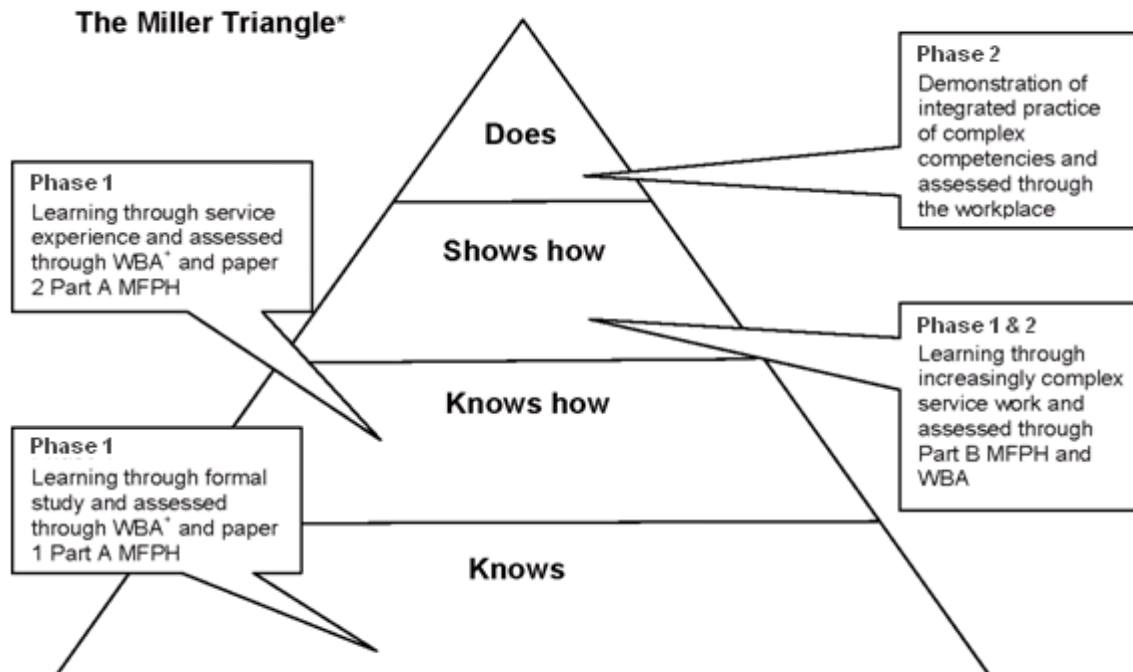 The Miller Triangle*
Phase 2
Demonstration of
integrated practice
of complex
competencies and
assessed through
the workplace
Does
Phase 1
Learning through service
experience and assessed
through WBA⁺ and paper
2 Part A MFPH
Shows how
Phase 1 & 2
Learning through
increasingly complex
service work and
assessed through
Part B MFPH and
WBA
Knows how
Phase 1
Learning through formal
study and assessed
through WBA⁺ and paper
1 Part A MFPH
Knows